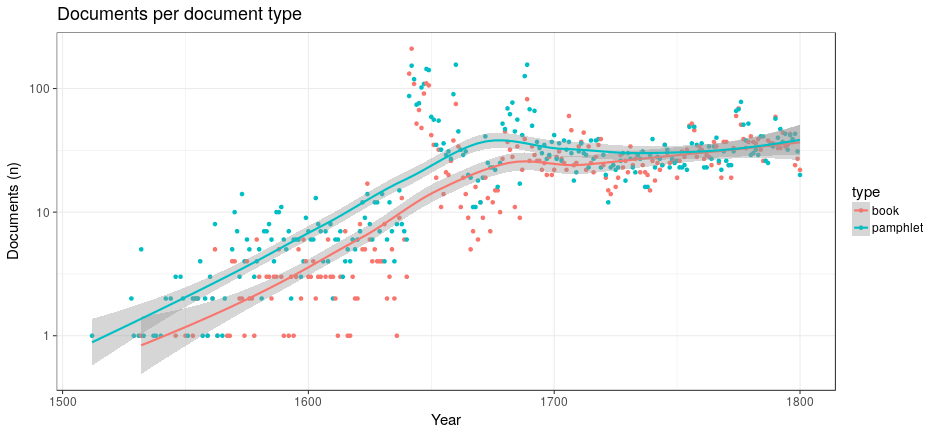 Documents per document type
Documents (n)
100
10
1
1500
1600
1700
1800
Year
type
book
pamphlet